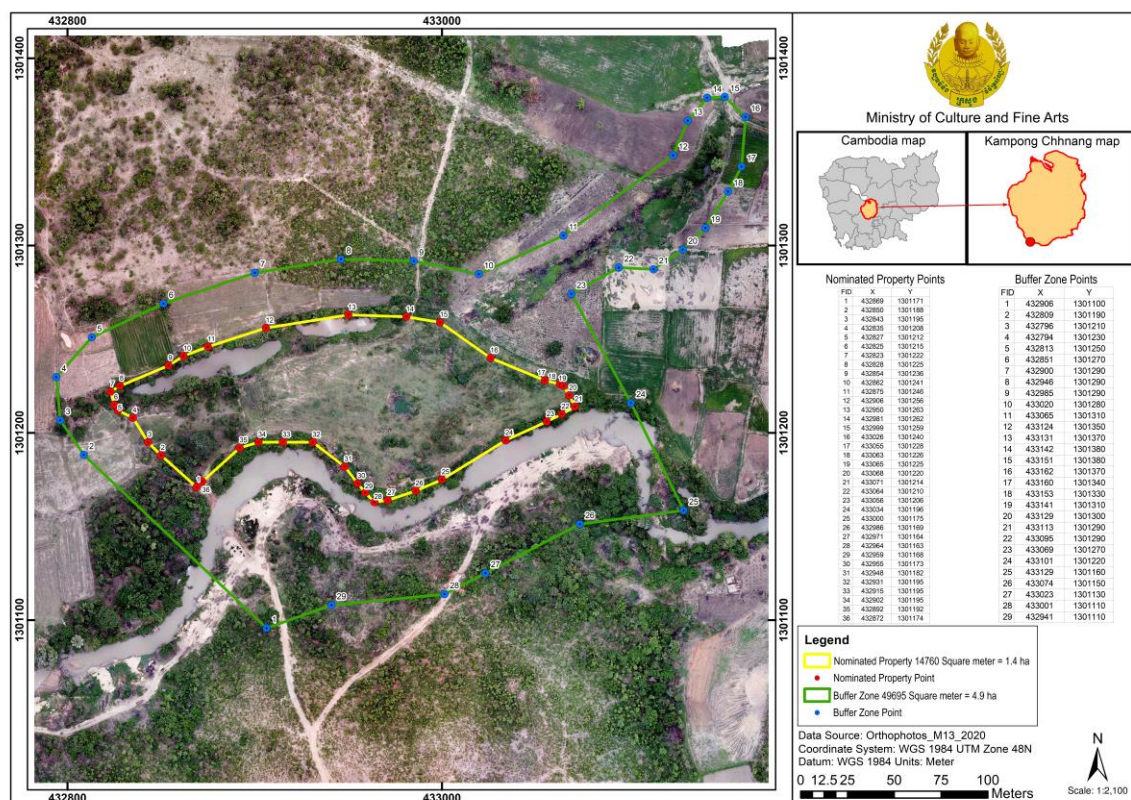 432800
433000
1301400
1301300
1301200
1301100
432800
433000
1301400
1301300
1301200
1301100
Ministry of Culture and Fine Arts
Cambodia map
Kampong Chhnang map
Nominated Property Points
FID X Y
1 432869 1301171
2 432850 1301188
3 432843 1301195
4 432835 1301208
5 432827 1301212
6 432825 1301215
7 432823 1301222
8 432828 1301225
9 432854 1301236
10 432862 1301241
11 432875 1301246
12 432906 1301256
13 432950 1301263
14 432981 1301262
15 432999 1301259
16 433026 1301240
17 433055 1301228
18 433063 1301226
19 433065 1301225
20 433068 1301220
21 433071 1301214
22 433064 1301210
23 433056 1301206
24 433034 1301196
25 433000 1301175
26 432986 1301169
27 432971 1301164
28 432964 1301163
29 432959 1301168
30 432955 1301173
31 432948 1301182
32 432931 1301195
33 432915 1301195
34 432902 1301195
35 432892 1301192
36 432872 1301174
Buffer Zone Points
FID X Y
1 432906 1301100
2 432809 1301190
3 432796 1301210
4 432794 1301230
5 432813 1301250
6 432851 1301270
7 432900 1301290
8 432946 1301290
9 432985 1301290
10 433020 1301280
11 433065 1301310
12 433124 1301350
13 433131 1301370
14 433142 1301380
15 433151 1301380
16 433162 1301370
17 433160 1301340
18 433153 1301330
19 433141 1301310
20 433129 1301300
21 433113 1301290
22 433095 1301290
23 433069 1301270
24 433101 1301220
25 433129 1301160
26 433074 1301150
27 433023 1301130
28 433001 1301110
29 432941 1301110
Legend
Nominated Property 14760 Square meter = 1.4 ha
Nominated Property Point
Buffer Zone 49695 Square meter = 4.9 ha
Buffer Zone Point
Data Source: Orthophotos_M13_2020
Coordinate System: WGS 1984 UTM Zone 48N
Datum: WGS 1984 Units: Meter
0 12.5 25 50 75 100
Meters
N
Scale: 1:2,100